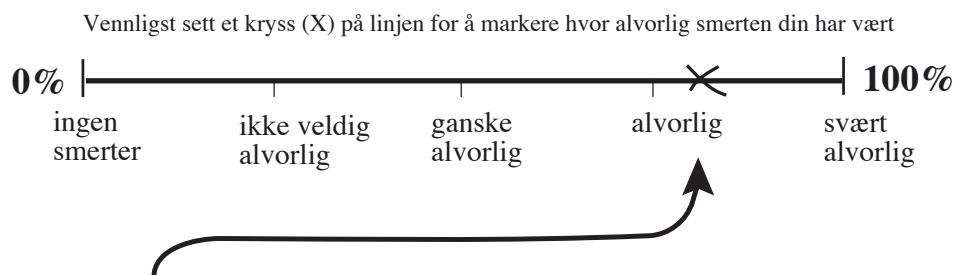 Vennligst sett et kryss (X) på linjen for å markere hvor alvorlig smerten din har vært
0% 100%
ingen smerter
ikke veldig alvorlig
ganske alvorlig
alvorlig
svært alvorlig